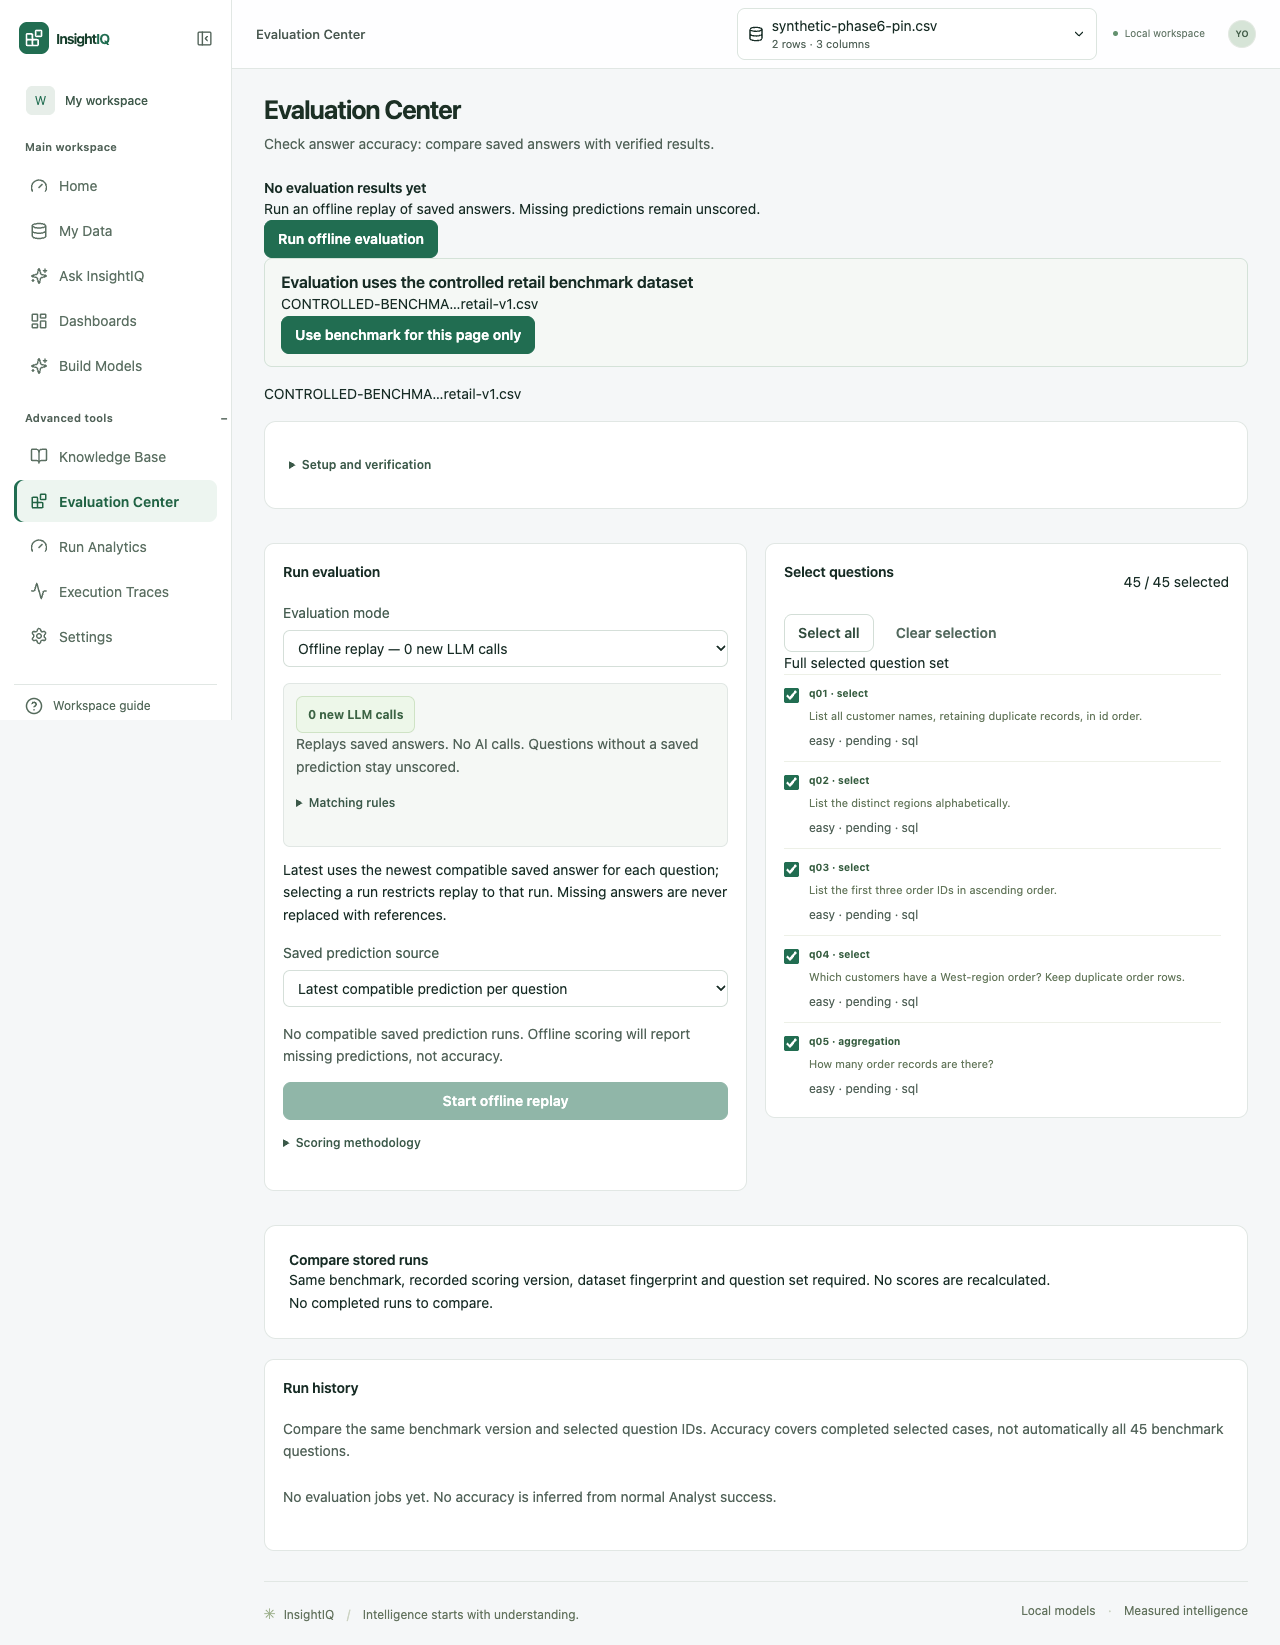 InsightIQ
W My workspace
Main workspace
Home
My Data
Ask InsightIQ
Dashboards
Build Models
Advanced tools –
Knowledge Base
Evaluation Center
Run Analytics
Execution Traces
Settings
Workspace guide
Evaluation Center
synthetic-phase6-pin.csv
2 rows · 3 columns
Local workspace
YO
Evaluation Center
Check answer accuracy: compare saved answers with verified results.
No evaluation results yet
Run an offline replay of saved answers. Missing predictions remain unscored.
Run offline evaluation
Evaluation uses the controlled retail benchmark dataset
CONTROLLED-BENCHMA…retail-v1.csv
Use benchmark for this page only
CONTROLLED-BENCHMA…retail-v1.csv
Setup and verification
Run evaluation
Evaluation mode
Offline replay — 0 new LLM calls
0 new LLM calls
Replays saved answers. No AI calls. Questions without a saved
prediction stay unscored.
Matching rules
Latest uses the newest compatible saved answer for each question;
selecting a run restricts replay to that run. Missing answers are never
replaced with references.
Saved prediction source
Latest compatible prediction per question
No compatible saved prediction runs. Offline scoring will report
missing predictions, not accuracy.
Start offline replay
Scoring methodology
Select questions
45 / 45 selected
Select all Clear selection
Full selected question set
q01 · select
List all customer names, retaining duplicate records, in id order.
easy · pending · sql
q02 · select
List the distinct regions alphabetically.
easy · pending · sql
q03 · select
List the first three order IDs in ascending order.
easy · pending · sql
q04 · select
Which customers have a West-region order? Keep duplicate order rows.
easy · pending · sql
q05 · aggregation
How many order records are there?
easy · pending · sql
Compare stored runs
Same benchmark, recorded scoring version, dataset fingerprint and question set required. No scores are recalculated.
No completed runs to compare.
Run history
Compare the same benchmark version and selected question IDs. Accuracy covers completed selected cases, not automatically all 45 benchmark
questions.
No evaluation jobs yet. No accuracy is inferred from normal Analyst success.
InsightIQ / Intelligence starts with understanding.
Local models · Measured intelligence